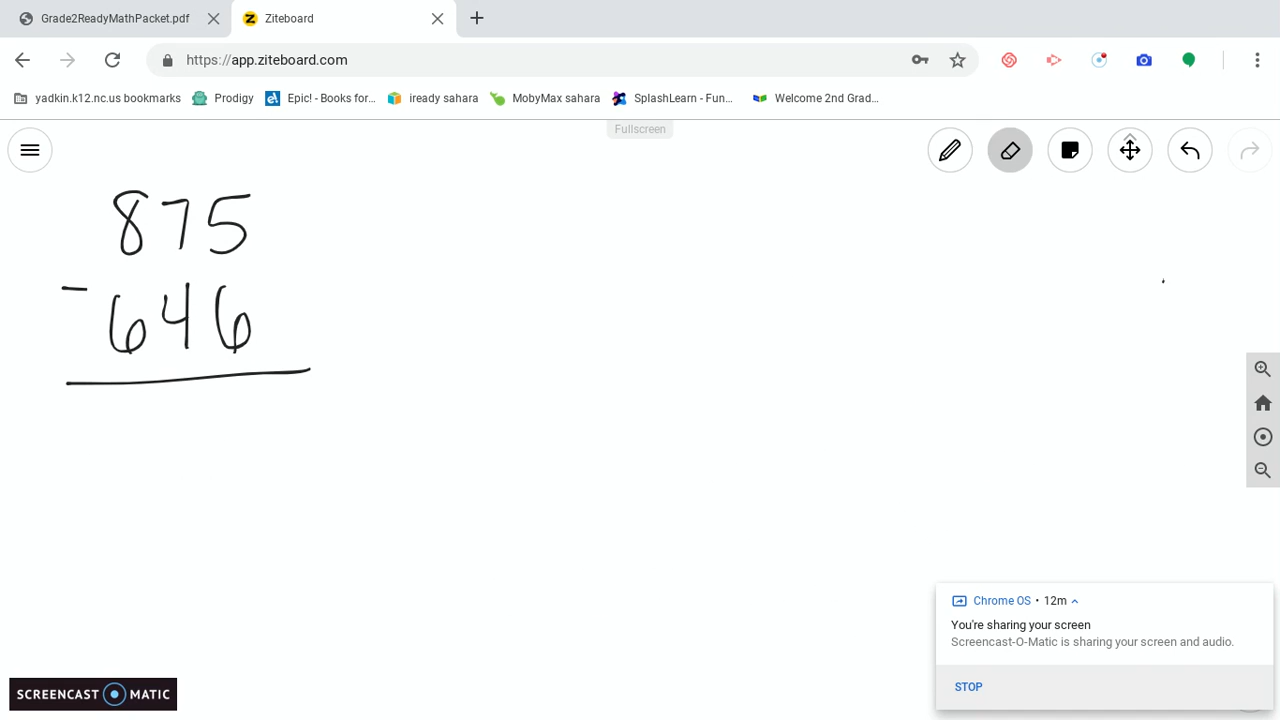 Grade2ReadyMathPacket.pdf
Ziteboard
https://app.ziteboard.com
yadkin.k12.nc.us bookmarks
Prodigy
Epic! - Books for...
iready sahara
MobyMax sahara
SplashLearn - Fun...
Welcome 2nd Grad...
Fullscreen
875
- 646
Chrome OS • 12m
You're sharing your screen
Screencast-O-Matic is sharing your screen and audio.
STOP
SCREENCAST MATIC